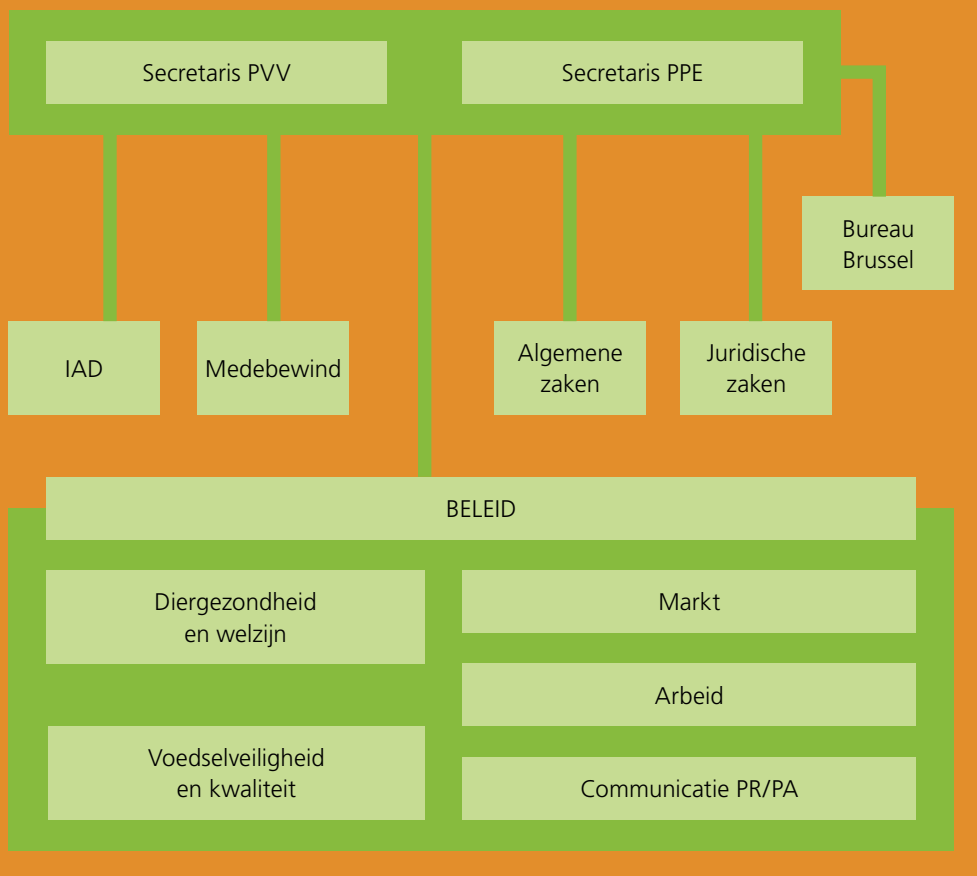 Secretaris PVV
Secretaris PPE
Bureau
Brussel
IAD
Medebewind
Algemene
zaken
Juridische
zaken
BELEID
Diergezondheid
en welzijn
Markt
Arbeid
Voedselveiligheid
en kwaliteit
Communicatie PR/PA